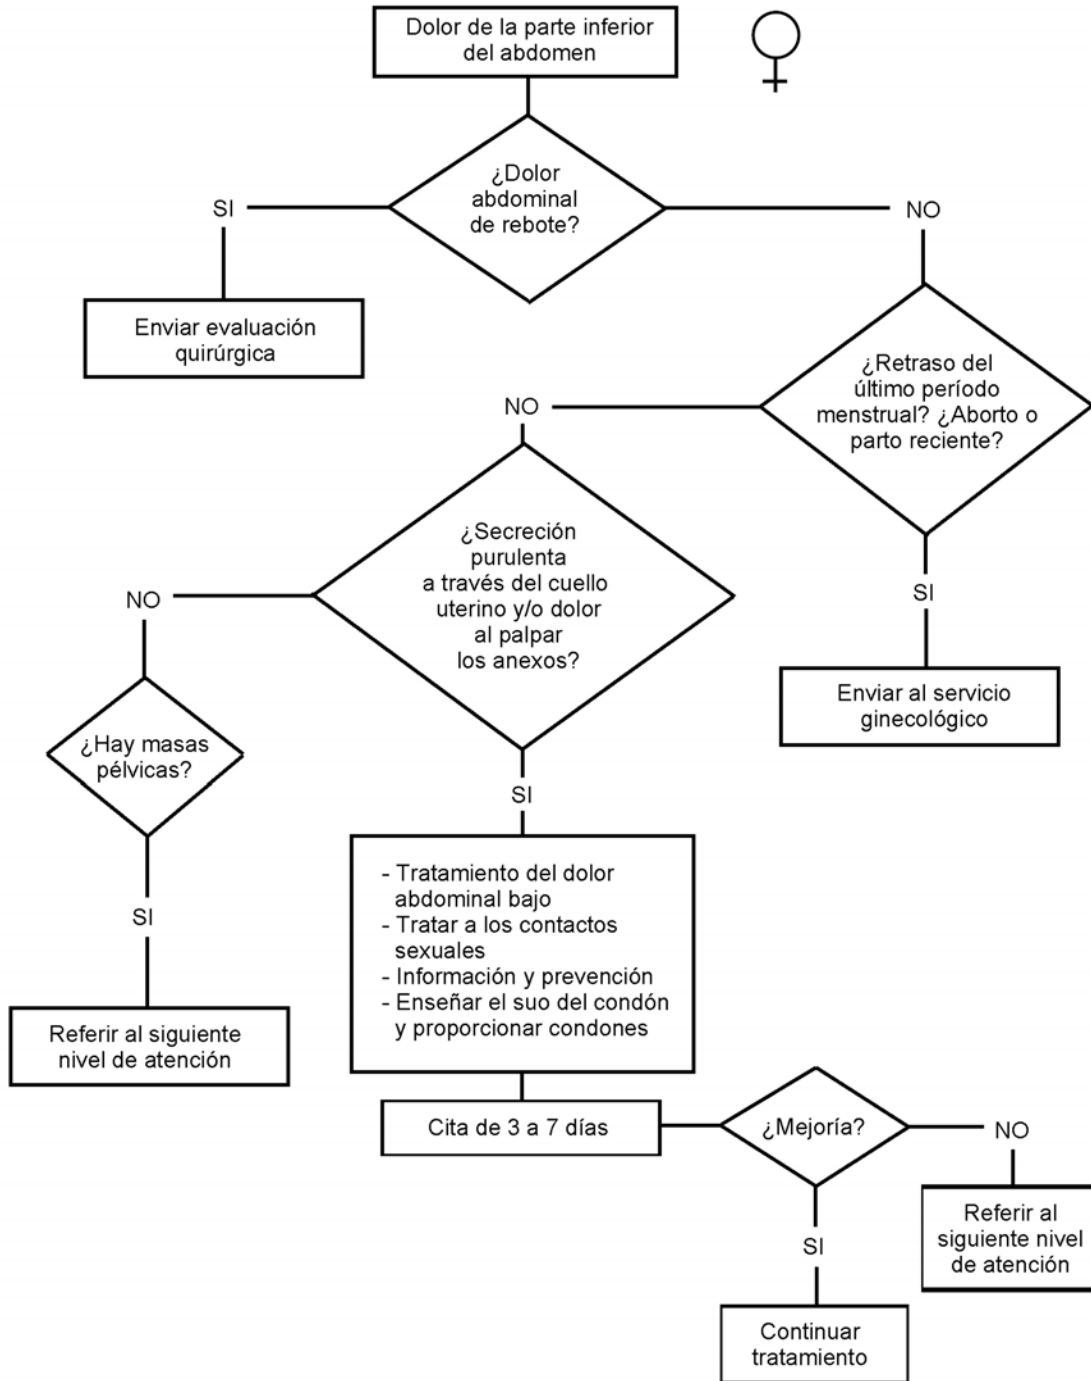 Dolor de la parte inferior
del abdomen
¿Dolor
abdominal
de rebote?
SI
NO
Enviar evaluación
quirúrgica
¿Retraso del
último período
menstrual? ¿Aborto o
parto reciente?
NO
SI
Enviar al servicio
ginecológico
¿Secreción
purulenta
a través del cuello
uterino y/o dolor
al palpar
los anexos?
NO
SI
¿Hay masas
pélvicas?
SI
Referir al siguiente
nivel de atención
- Tratamiento del dolor
abdominal bajo
- Tratar a los contactos
sexuales
- Información y prevención
- Enseñar el suo del condón
y proporcionar condones
Cita de 3 a 7 días
¿Mejoría?
NO
Referir al
siguiente nivel
de atención
SI
Continuar
tratamiento